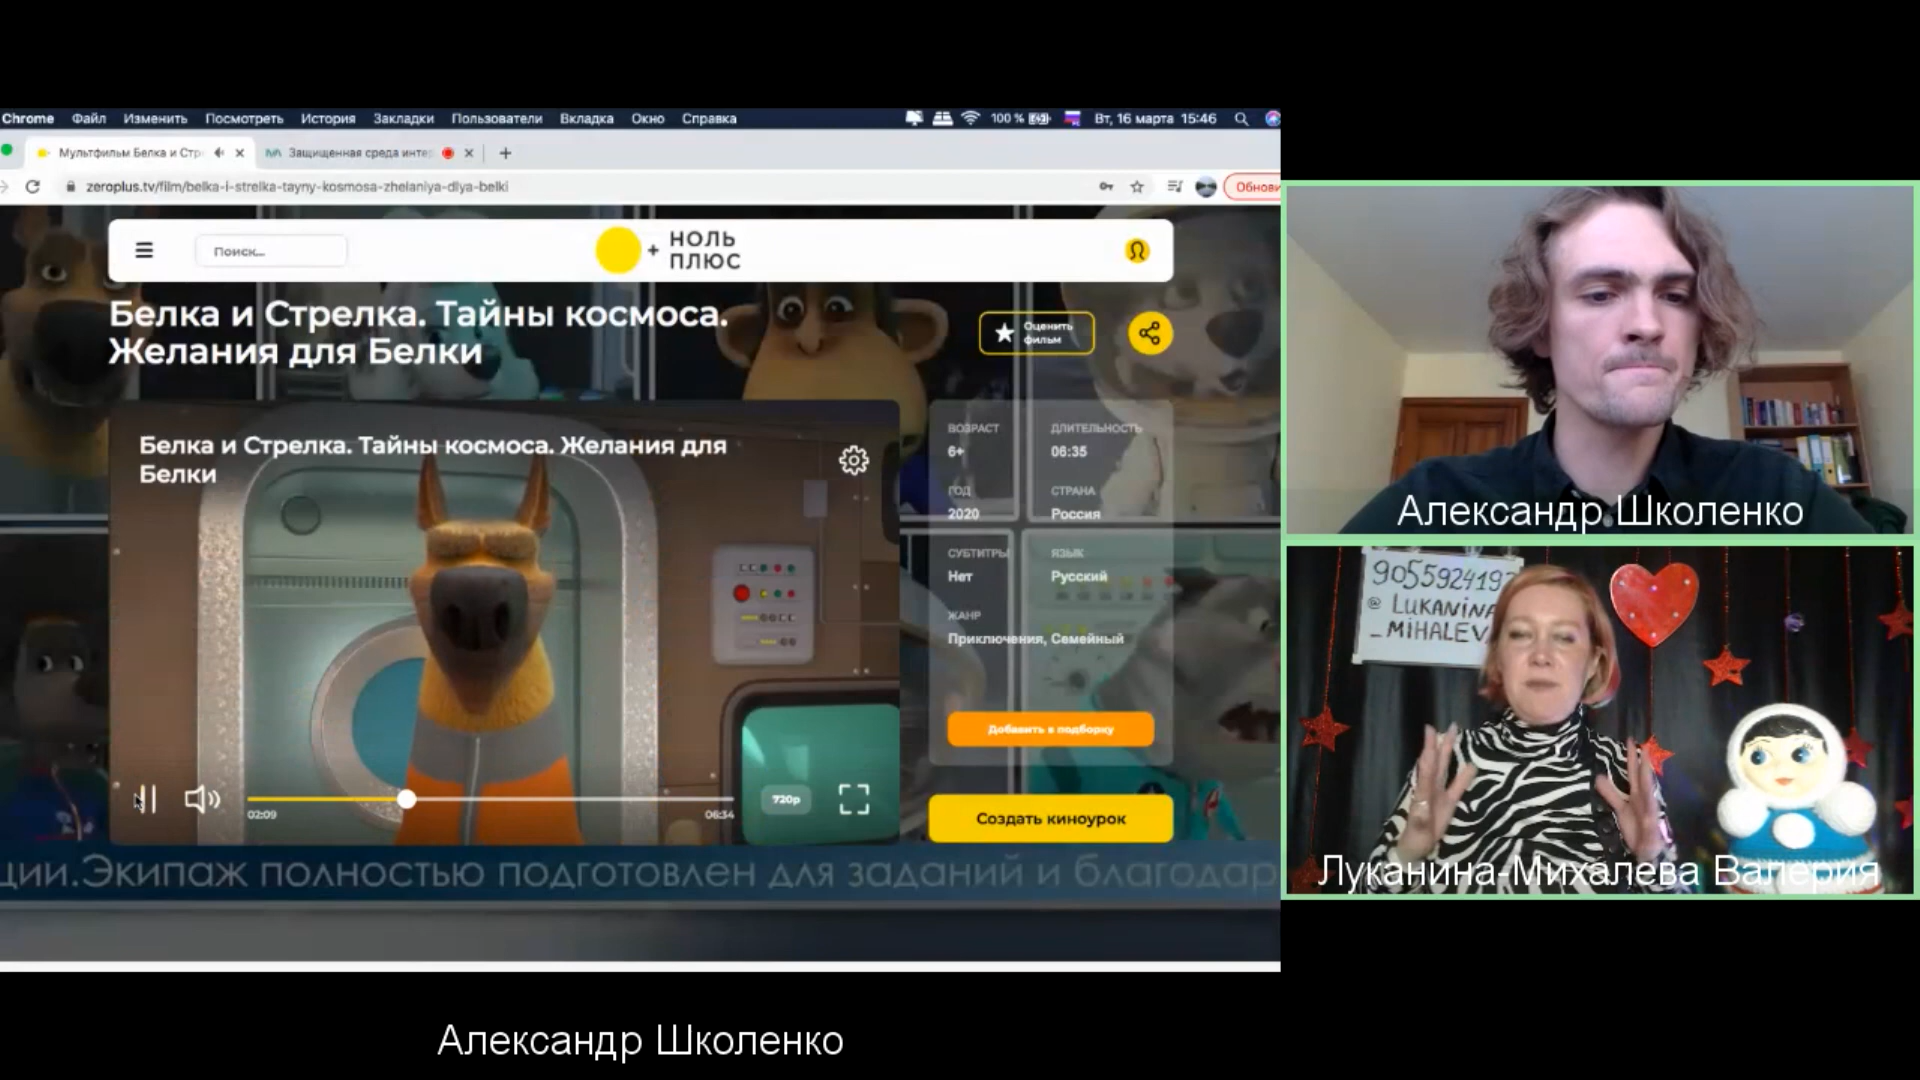 Chrome Файл Изменить Посмотреть История Закладки Пользователи Вкладка Окно Справка 100 % Вт, 16 марта 15:46
Мультфильм Белка и Стр
Защищенная среда инте
zeroplus.tv/film/belka-i-strelka-tayny-kosmosa-zhelaniya-dlya-belki
Обнови
Поиск...
+ НОЛЬ
ПЛЮС
Белка и Стрелка. Тайны космоса.
Желания для Белки
Оценить
фильм
Белка и Стрелка. Тайны космоса. Желания для
Белки
02:09
06:34
720p
ВОЗРАСТ
6+
ДЛИТЕЛЬНОСТЬ
06:35
ГОД
2020
СТРАНА
Россия
СУБТИТРЫ
Нет
ЯЗЫК
Русский
ЖАНР
Приключения, Семейный
Добавить в подборку
Создать киноурок
ции.Экипаж полностью подготовлен для заданий и благодар
Александр Школенко
Александр Школенко
905592419
@ LUKANINA
_MIHALEV
Луканина-Михалева Валерия